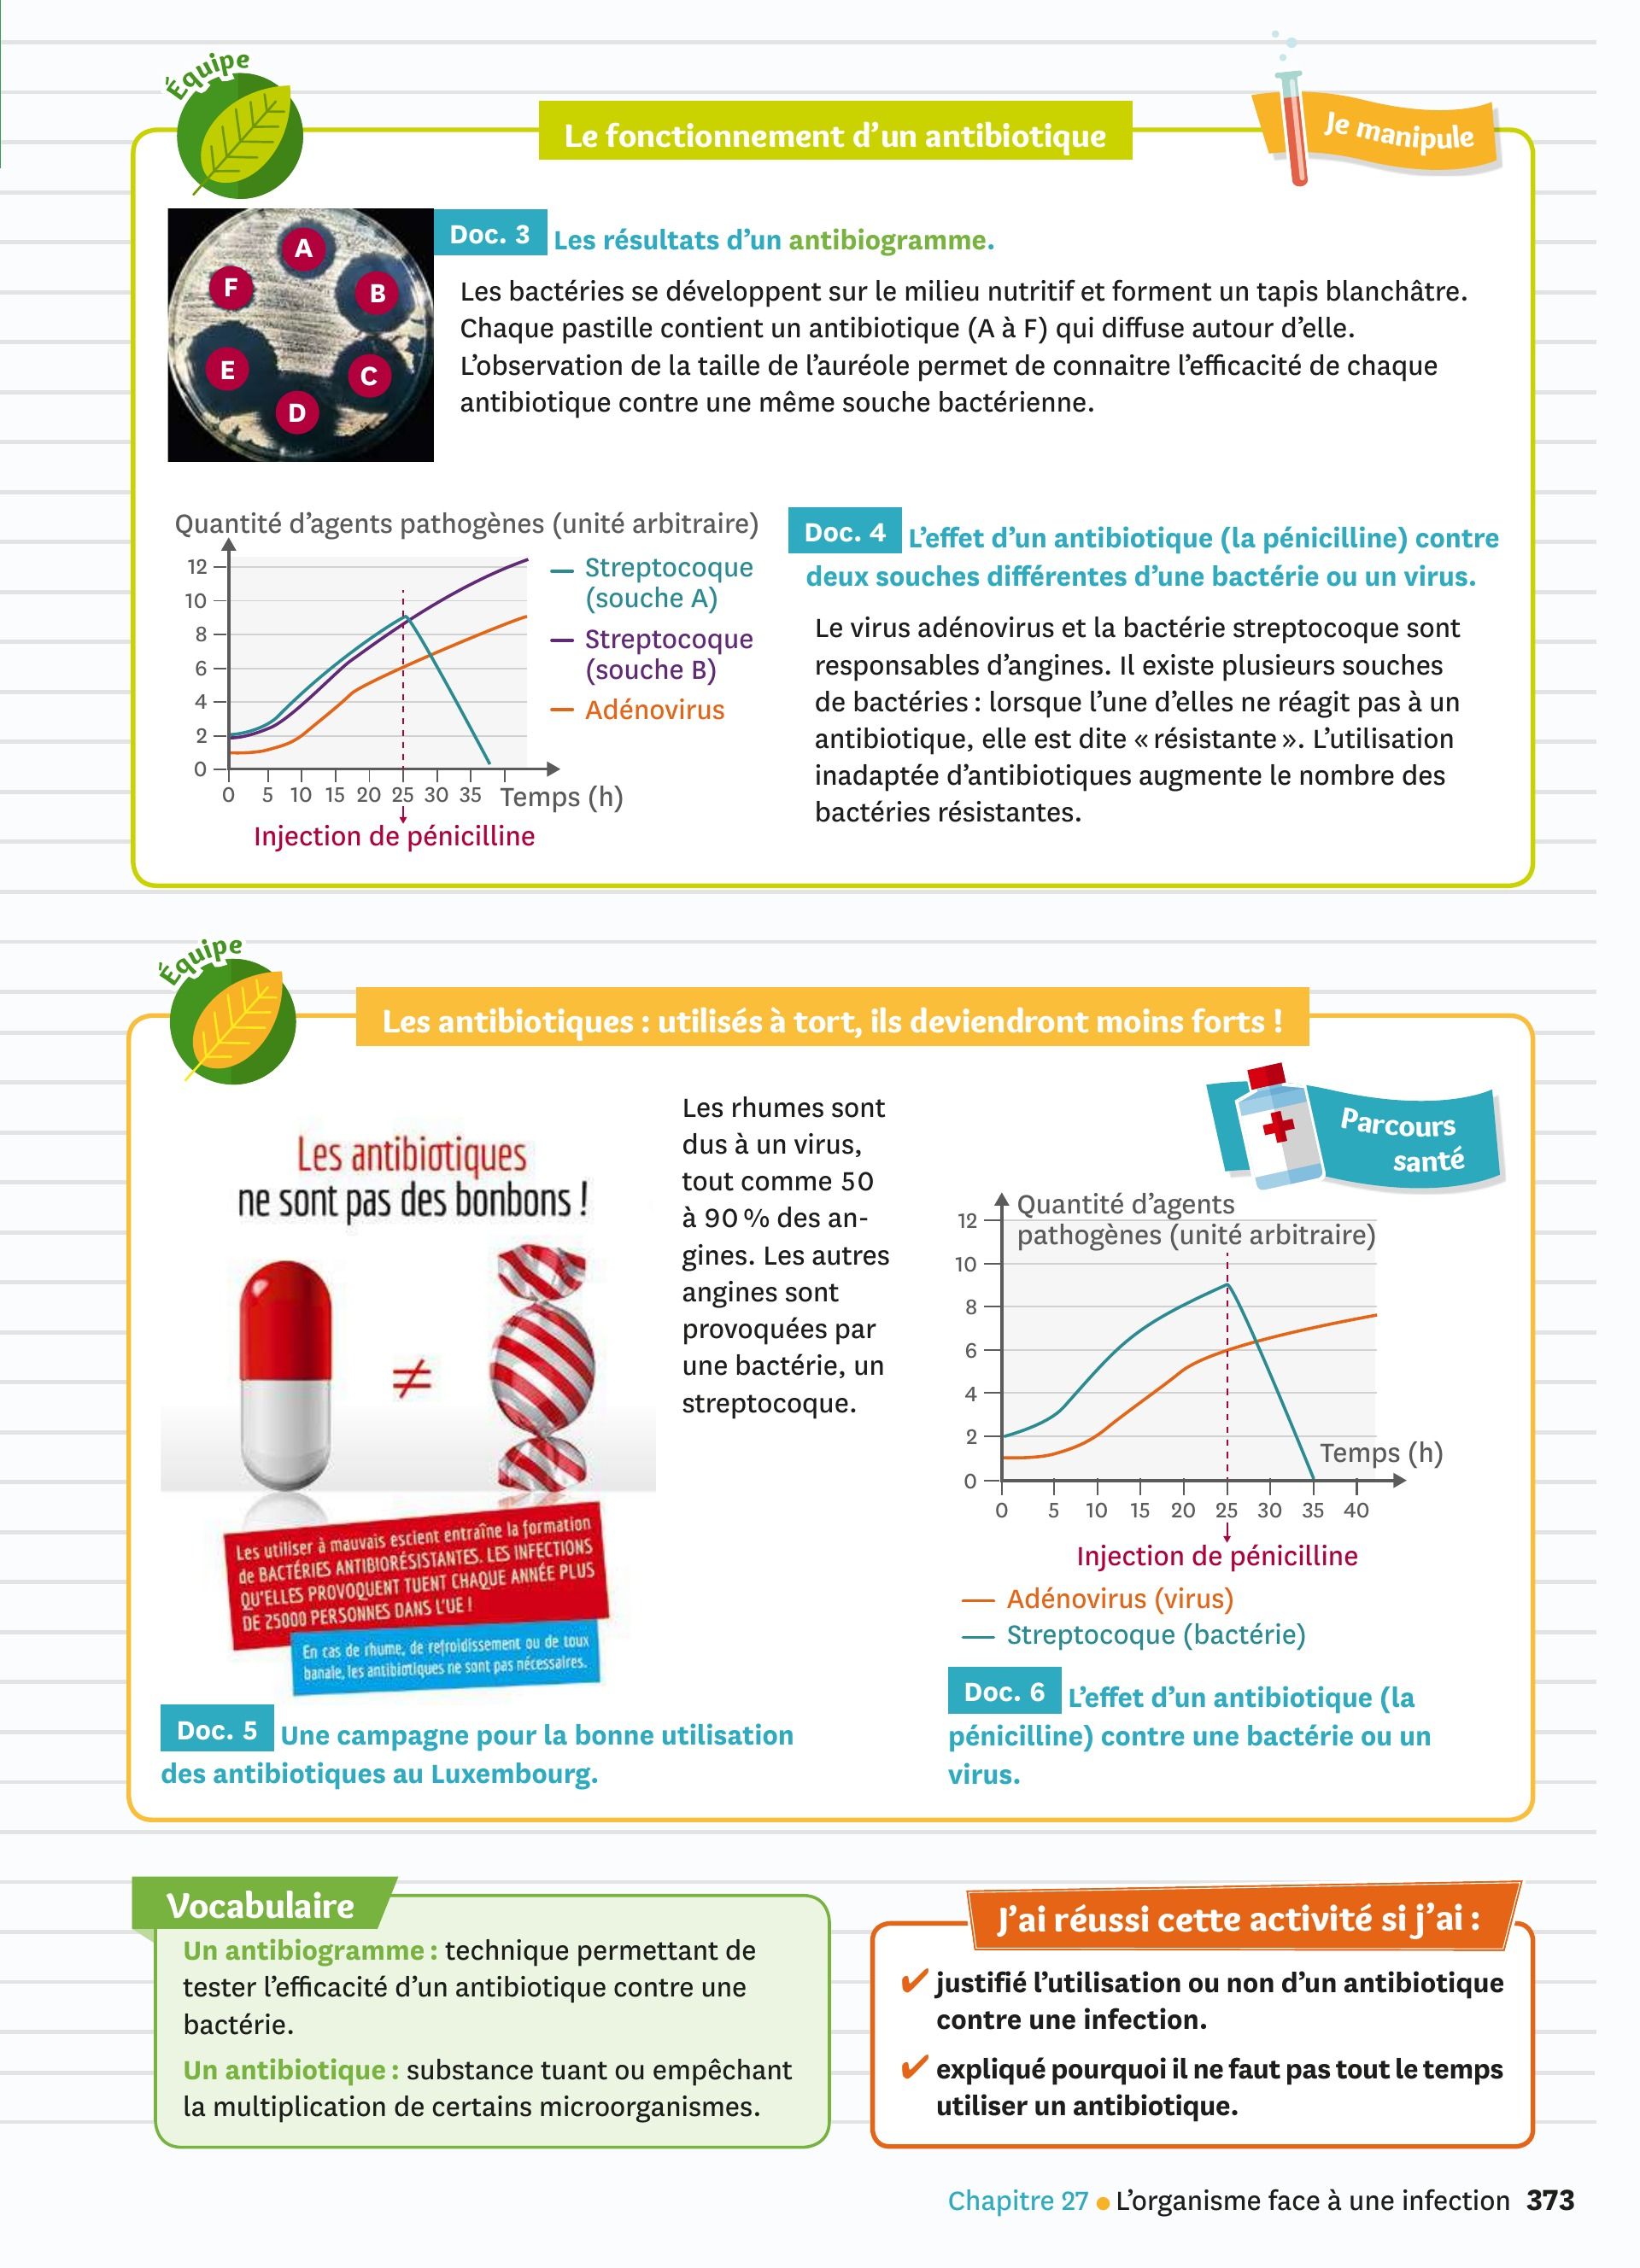 Équipe
Le fonctionnement d'un antibiotique
Je manipule
A
B
C
D
E
F
Doc. 3 Les résultats d'un antibiogramme.
Les bactéries se développent sur le milieu nutritif et forment un tapis blanchâtre.
Chaque pastille contient un antibiotique (A à F) qui diffuse autour d'elle.
L'observation de la taille de l'auréole permet de connaitre l'efficacité de chaque
antibiotique contre une même souche bactérienne.
Quantité d'agents pathogènes (unité arbitraire)
12
10
8
6
4
2
0
0 5 10 15 20 25 30 35 Temps (h)
Injection de pénicilline
Streptocoque
(souche A)
Streptocoque
(souche B)
Adénovirus
Doc. 4 L'effet d'un antibiotique (la pénicilline) contre
deux souches différentes d'une bactérie ou un virus.
Le virus adénovirus et la bactérie streptocoque sont
responsables d'angines. Il existe plusieurs souches
de bactéries : lorsque l'une d'elles ne réagit pas à un
antibiotique, elle est dite « résistante ». L'utilisation
inadaptée d'antibiotiques augmente le nombre des
bactéries résistantes.
Équipe
Les antibiotiques : utilisés à tort, ils deviendront moins forts !
Parcours
santé
Les antibiotiques
ne sont pas des bonbons !
≠
Les utiliser à mauvais escient entraîne la formation
de BACTÉRIES ANTIBIORÉSISTANTES. LES INFECTIONS
QU'ELLES PROVOQUENT TUENT CHAQUE ANNÉE PLUS
DE 25000 PERSONNES DANS L'UE !
En cas de rhume, de refroidissement ou de toux
banale, les antibiotiques ne sont pas nécessaires.
Doc. 5 Une campagne pour la bonne utilisation
des antibiotiques au Luxembourg.
Les rhumes sont
dus à un virus,
tout comme 50
à 90 % des an-
gines. Les autres
angines sont
provoquées par
une bactérie, un
streptocoque.
Quantité d'agents
pathogènes (unité arbitraire)
12
10
8
6
4
2
0
Temps (h)
0 5 10 15 20 25 30 35 40
Injection de pénicilline
Adénovirus (virus)
Streptocoque (bactérie)
Doc. 6 L'effet d'un antibiotique (la
pénicilline) contre une bactérie ou un
virus.
Vocabulaire
Un antibiogramme : technique permettant de
tester l'efficacité d'un antibiotique contre une
bactérie.
Un antibiotique : substance tuant ou empêchant
la multiplication de certains microorganismes.
J'ai réussi cette activité si j'ai :
✔ justifié l'utilisation ou non d'un antibiotique
contre une infection.
✔ expliqué pourquoi il ne faut pas tout le temps
utiliser un antibiotique.
Chapitre 27 ● L'organisme face à une infection 373